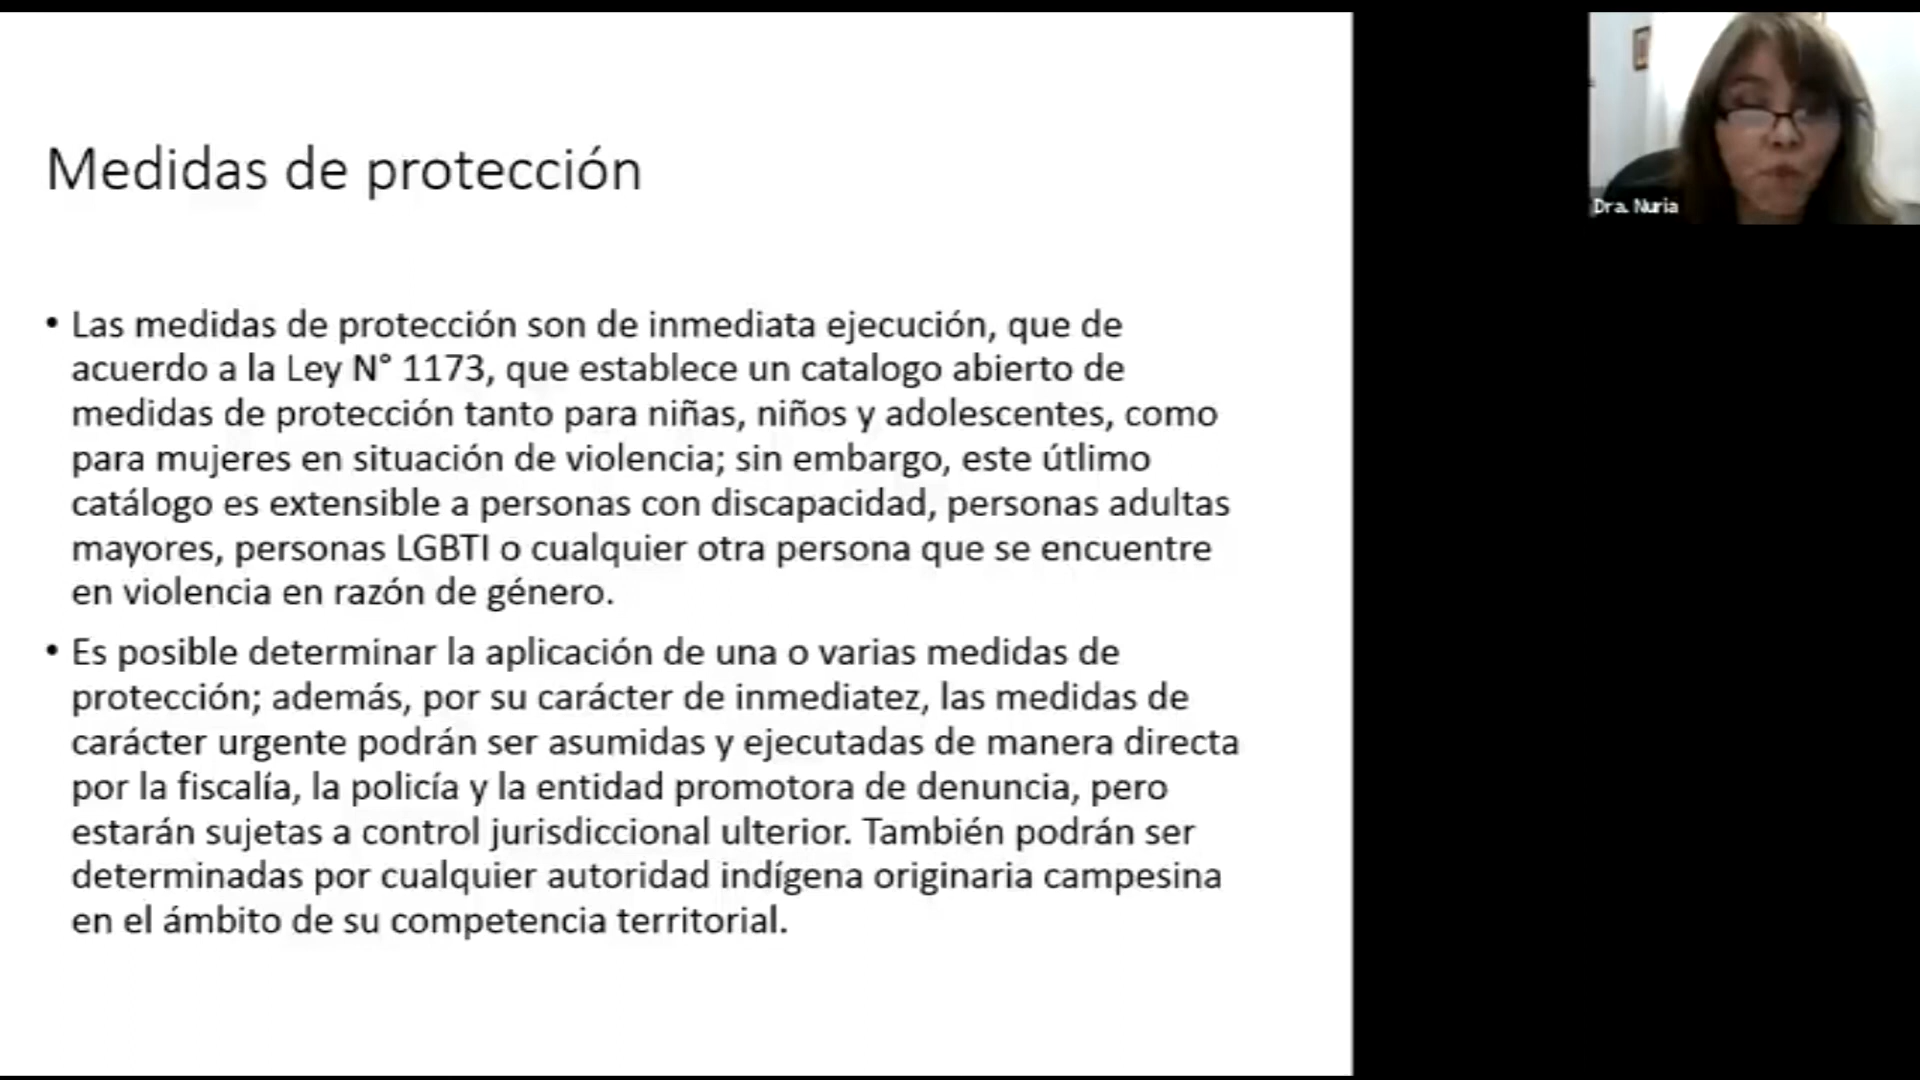 Medidas de protección
• Las medidas de protección son de inmediata ejecución, que de
acuerdo a la Ley N° 1173, que establece un catalogo abierto de
medidas de protección tanto para niñas, niños y adolescentes, como
para mujeres en situación de violencia; sin embargo, este útlimo
catálogo es extensible a personas con discapacidad, personas adultas
mayores, personas LGBTI o cualquier otra persona que se encuentre
en violencia en razón de género.
• Es posible determinar la aplicación de una o varias medidas de
protección; además, por su carácter de inmediatez, las medidas de
carácter urgente podrán ser asumidas y ejecutadas de manera directa
por la fiscalía, la policía y la entidad promotora de denuncia, pero
estarán sujetas a control jurisdiccional ulterior. También podrán ser
determinadas por cualquier autoridad indígena originaria campesina
en el ámbito de su competencia territorial.
Dra. Nuria